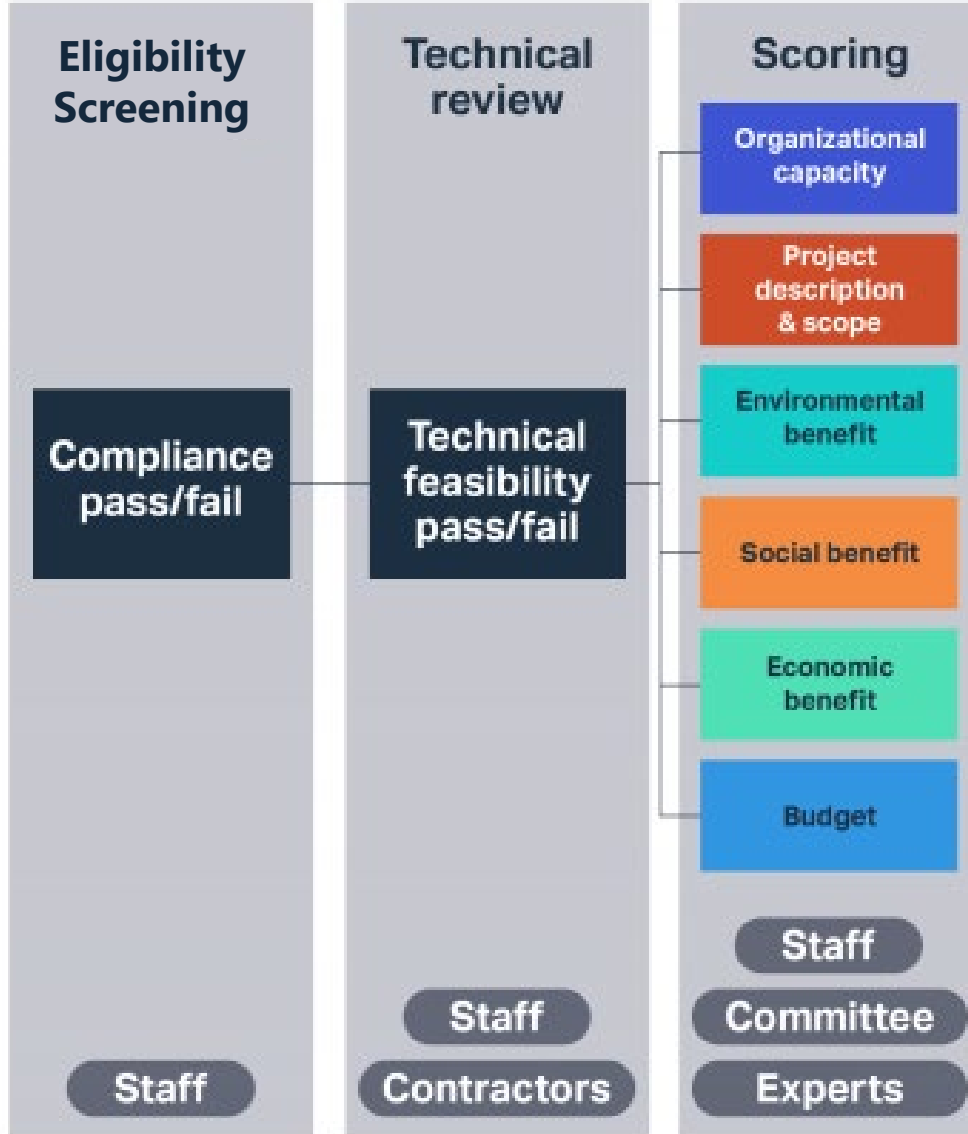 Eligibility
Screening
Compliance
pass/fail
Staff
Technical
review
Technical
feasibility
pass/fail
Staff
Contractors
Scoring
Organizational
capacity
Project
description
& scope
Environmental
benefit
Social benefit
Economic
benefit
Budget
Staff
Committee
Experts